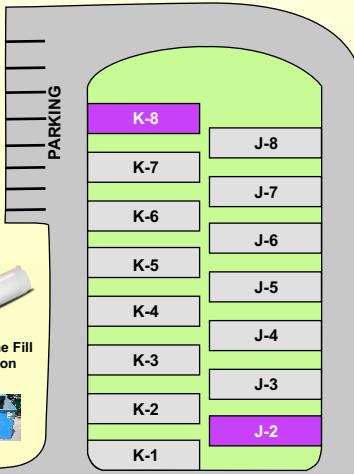 PARKING
K-8
J-8
K-7
J-7
K-6
J-6
K-5
J-5
K-4
J-4
K-3
J-3
K-2
J-2
K-1
e Fill
on